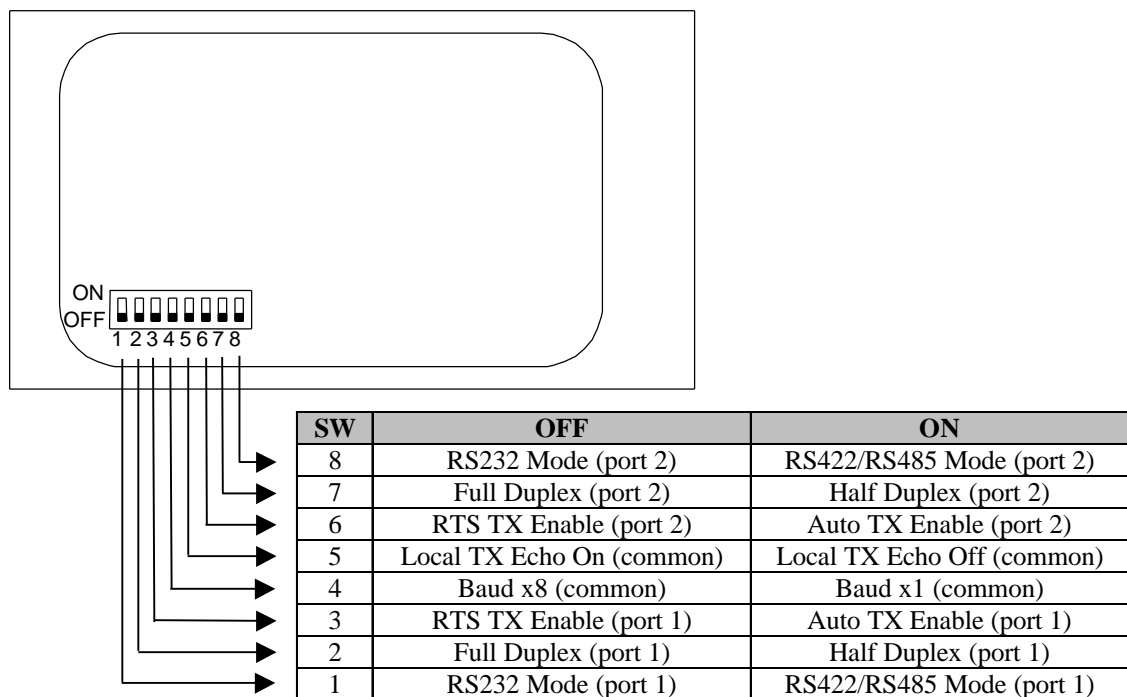 ON
OFF
1 2 3 4 5 6 7 8
SW OFF ON
8 RS232 Mode (port 2) RS422/RS485 Mode (port 2)
7 Full Duplex (port 2) Half Duplex (port 2)
6 RTS TX Enable (port 2) Auto TX Enable (port 2)
5 Local TX Echo On (common) Local TX Echo Off (common)
4 Baud x8 (common) Baud x1 (common)
3 RTS TX Enable (port 1) Auto TX Enable (port 1)
2 Full Duplex (port 1) Half Duplex (port 1)
1 RS232 Mode (port 1) RS422/RS485 Mode (port 1)